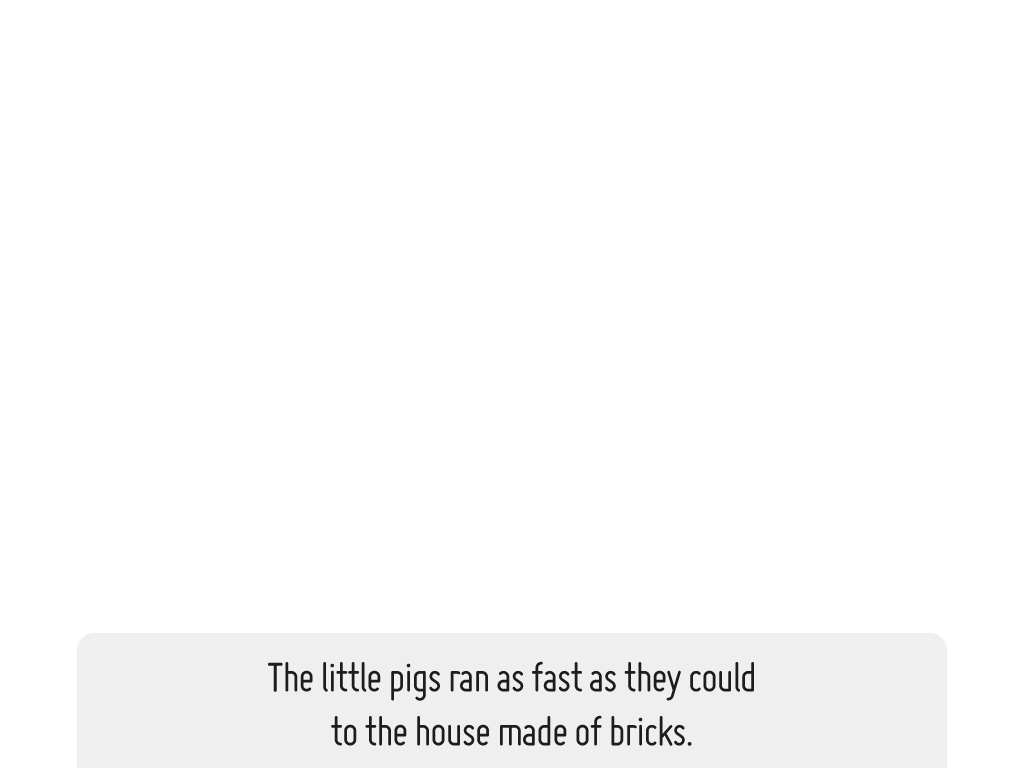 The little pigs ran as fast as they could
to the house made of bricks.